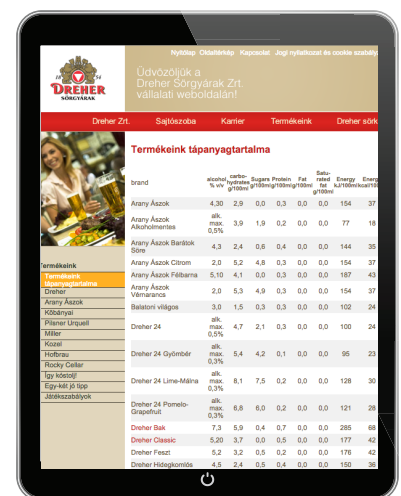 Nyitólap Oldaltérkép Kapcsolat Jogi nyilatkozat és cookie szabály
18 54
DREHER
SÖRGYÁRAK
Üdvözöljük a
Dreher Sörgyárak Zrt.
vállalati weboldalán!
Dreher Zrt. Sajtószoba Karrier Termékeink Dreher sörk
Termékeink tápanyagtartalma
brand alcohol % v/v carbo-hydrates g/100ml Sugars g/100ml Protein g/100ml Fat g/100ml Satu-rated fat g/100ml Energy kJ/100ml Energ kcal/10
Arany Ászok 4,30 2,9 0,0 0,3 0,0 0,0 154 37
Arany Ászok Alkoholmentes alk. max. 0,5% 3,9 1,9 0,2 0,0 0,0 77 18
Arany Ászok Barátok Söre 4,3 2,4 0,6 0,4 0,0 0,0 144 35
Arany Ászok Citrom 2,0 5,2 4,8 0,3 0,0 0,0 154 37
Arany Ászok Félbarna 5,10 4,1 0,0 0,3 0,0 0,0 187 43
Arany Ászok Vérnarancs 2,0 5,3 4,9 0,3 0,0 0,0 154 37
Balatoni világos 3,0 1,5 0,3 0,3 0,0 0,0 102 24
Dreher 24 alk. max. 0,5% 4,7 2,1 0,3 0,0 0,0 100 24
Dreher 24 Gyömbér alk. max. 0,3% 5,4 4,2 0,1 0,0 0,0 95 23
Dreher 24 Lime-Málna alk. max. 0,3% 8,1 7,5 0,2 0,0 0,0 128 30
Dreher 24 Pomelo-Grapefruit alk. max. 0,3% 6,8 6,0 0,2 0,0 0,0 121 28
Dreher Bak 7,3 5,9 0,4 0,7 0,0 0,0 285 68
Dreher Classic 5,20 3,7 0,0 0,5 0,0 0,0 177 42
Dreher Feszt 5,2 3,2 0,5 0,2 0,0 0,0 176 42
Dreher Hidegkomlós 4,5 2,4 0,5 0,4 0,0 0,0 150 36
Termékeink
Termékeink
tápanyagtartalma
Dreher
Arany Ászok
Kőbányai
Pilsner Urquell
Miller
Kozel
Hofbrau
Rocky Cellar
Így kóstolj!
Egy-két jó tipp
Játékszabályok